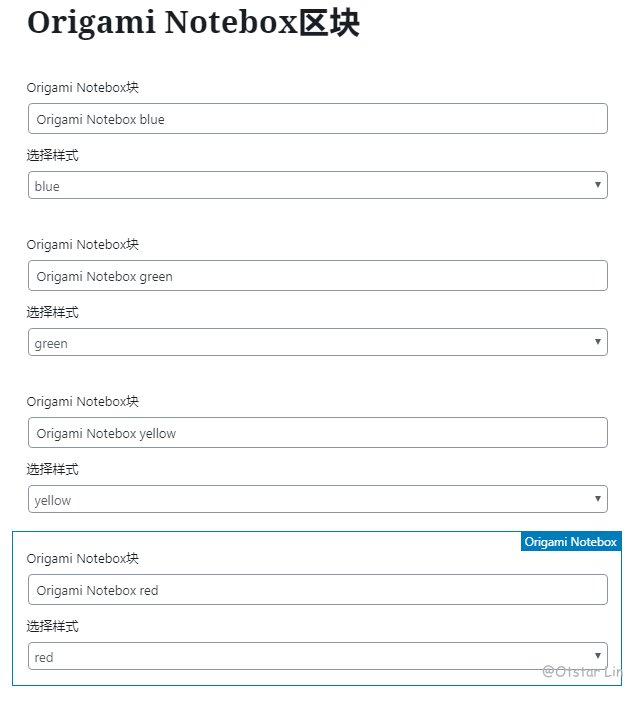 Origami Notebox区块
Origami Notebox块
Origami Notebox blue
选择样式
blue
Origami Notebox块
Origami Notebox green
选择样式
green
Origami Notebox块
Origami Notebox yellow
选择样式
yellow
Origami Notebox
Origami Notebox块
Origami Notebox red
选择样式
red
@Otstar Lin